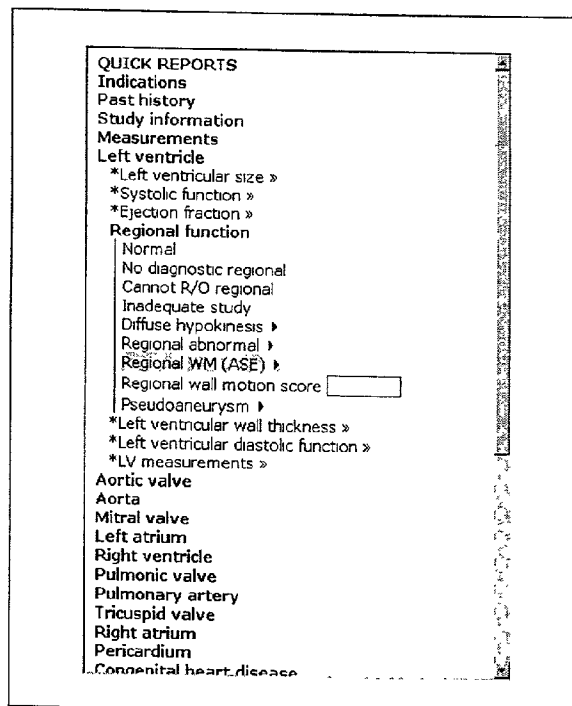 QUICK REPORTS
Indications
Past history
Study information
Measurements
Left ventricle
*Left ventricular size »
*Systolic function »
*Ejection fraction »
Regional function
Normal
No diagnostic regional
Cannot R/O regional
Inadequate study
Diffuse hypokinesis ▸
Regional abnormal ▸
Regional WM (ASE) ▸
Regional wall motion score
Pseudoaneurysm ▸
*Left ventricular wall thickness »
*Left ventricular diastolic function »
*LV measurements »
Aortic valve
Aorta
Mitral valve
Left atrium
Right ventricle
Pulmonic valve
Pulmonary artery
Tricuspid valve
Right atrium
Pericardium
Congenital heart disease